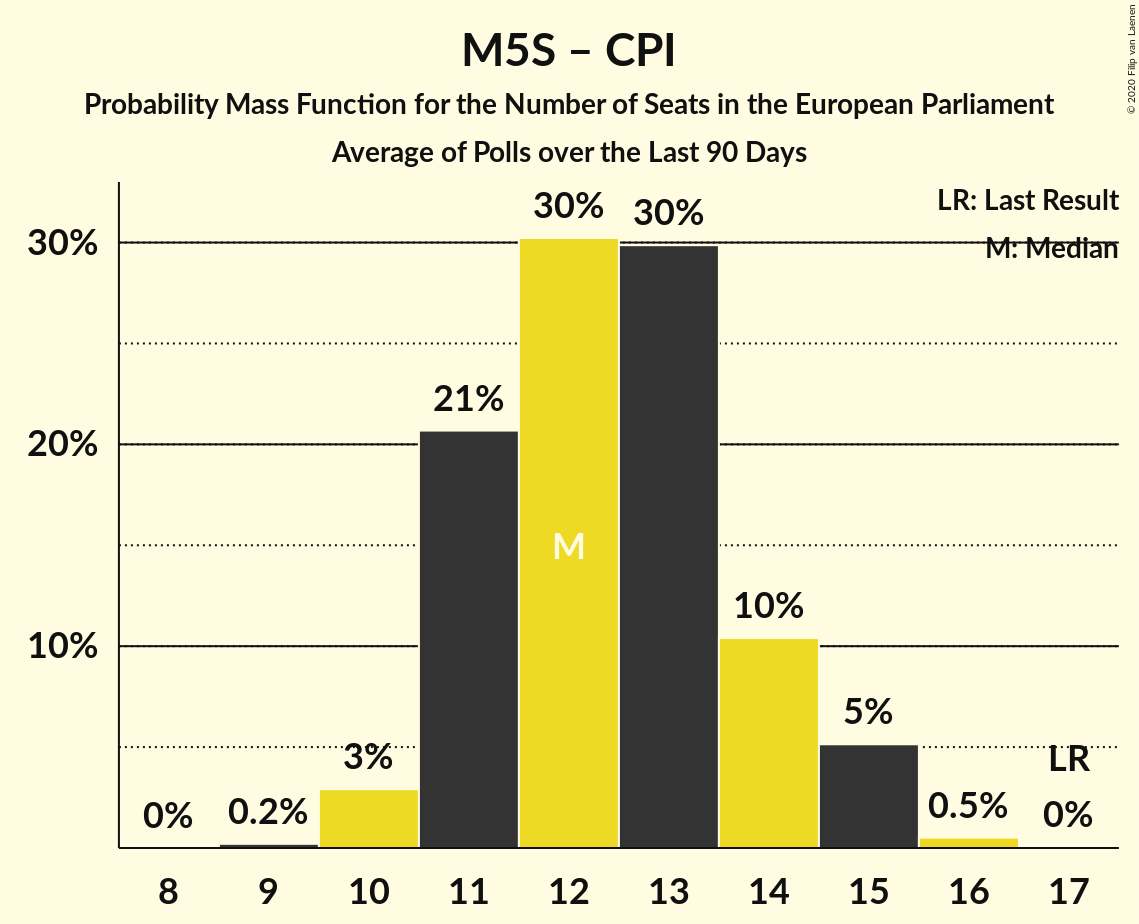 M5S – CPI
Probability Mass Function for the Number of Seats in the European Parliament
Average of Polls over the Last 90 Days
© 2020 Filip van Laenen
LR: Last Result
M: Median
30%
20%
10%
0%
0.2%
3%
21%
30%
30%
10%
5%
0.5%
LR
0%
M
8 9 10 11 12 13 14 15 16 17